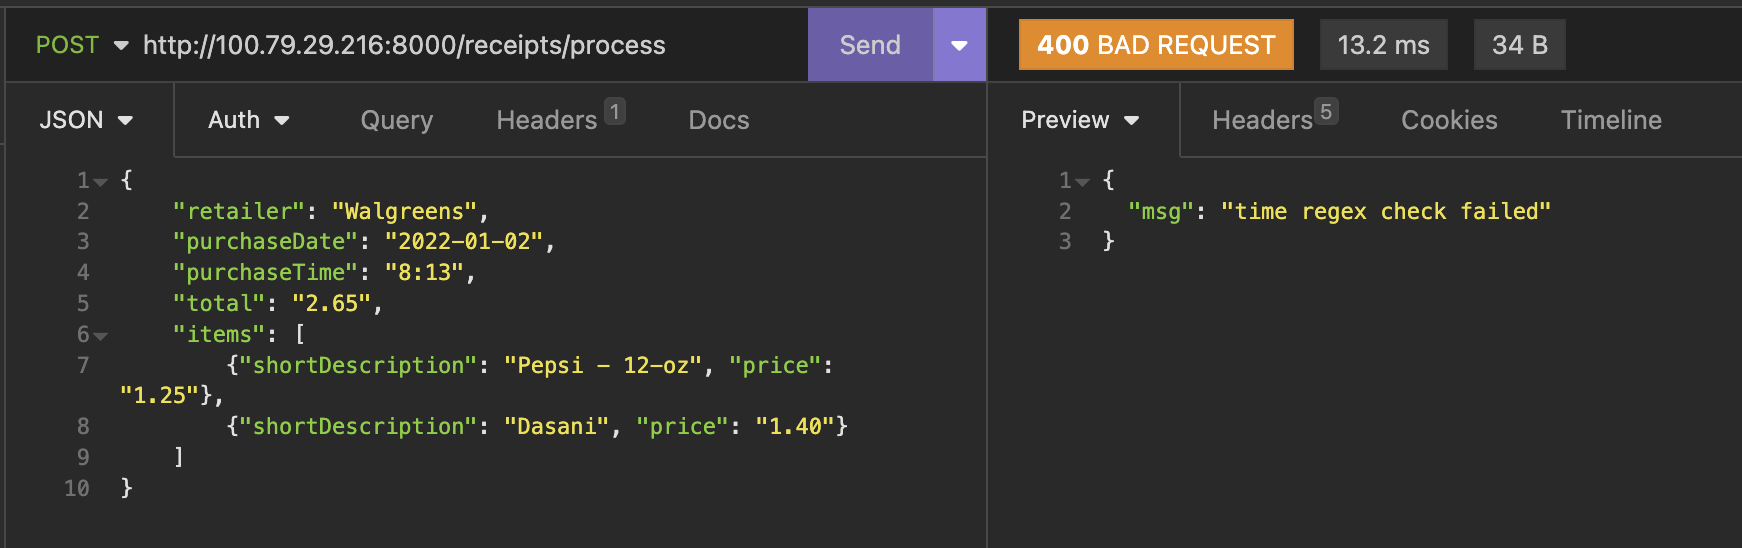 POST http://100.79.29.216:8000/receipts/process Send 400 BAD REQUEST 13.2 ms 34 B
JSON Auth Query Headers 1 Docs
1 {
2 "retailer": "Walgreens",
3 "purchaseDate": "2022-01-02",
4 "purchaseTime": "8:13",
5 "total": "2.65",
6 "items": [
7 {"shortDescription": "Pepsi - 12-oz", "price":
"1.25"},
8 {"shortDescription": "Dasani", "price": "1.40"}
9 ]
10 }
Preview Headers 5 Cookies Timeline
1 {
2 "msg": "time regex check failed"
3 }